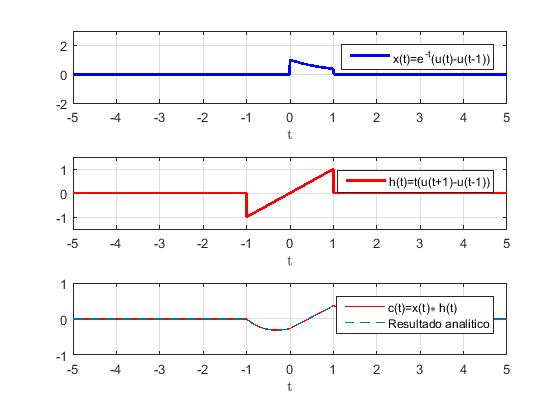 2
0
-2
x(t)=e^-t(u(t)-u(t-1))
-5 -4 -3 -2 -1 0 1 2 3 4 5
t
1
0
-1
h(t)=t(u(t+1)-u(t-1))
-5 -4 -3 -2 -1 0 1 2 3 4 5
t
1
0
-1
c(t)=x(t)* h(t)
Resultado analitico
-5 -4 -3 -2 -1 0 1 2 3 4 5
t